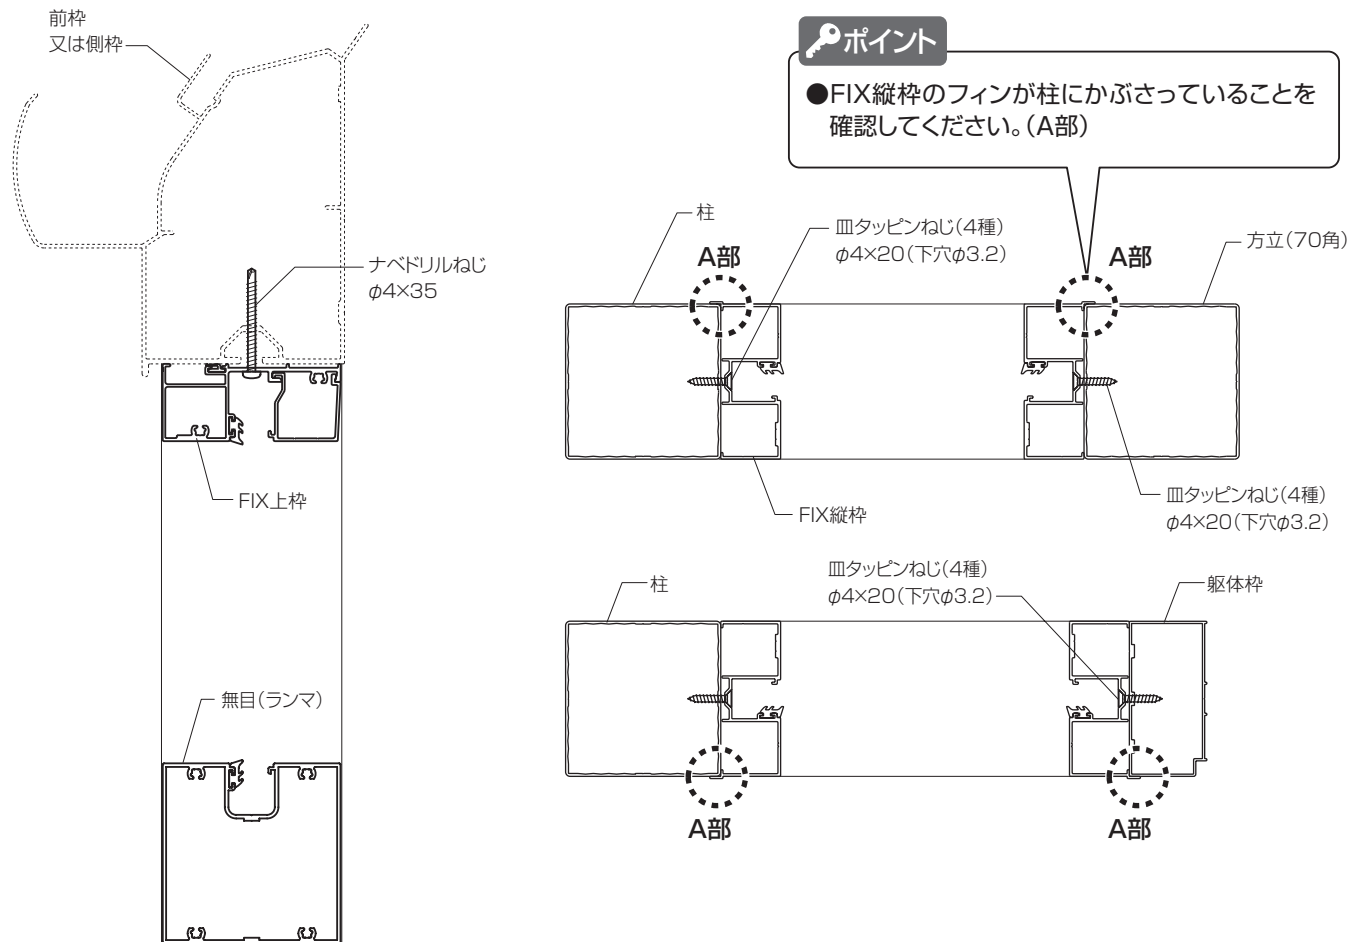 前枠
又は側枠
ナベドリルねじ
φ4×35
FIX上枠
無目(ランマ)
ポイント
●FIX縦枠のフィンが柱にかぶさっていることを
確認してください。(A部)
柱
A部
皿タッピンねじ(4種)
φ4×20(下穴φ3.2)
A部
方立(70角)
FIX縦枠
皿タッピンねじ(4種)
φ4×20(下穴φ3.2)
柱
皿タッピンねじ(4種)
φ4×20(下穴φ3.2)
躯体枠
A部
A部